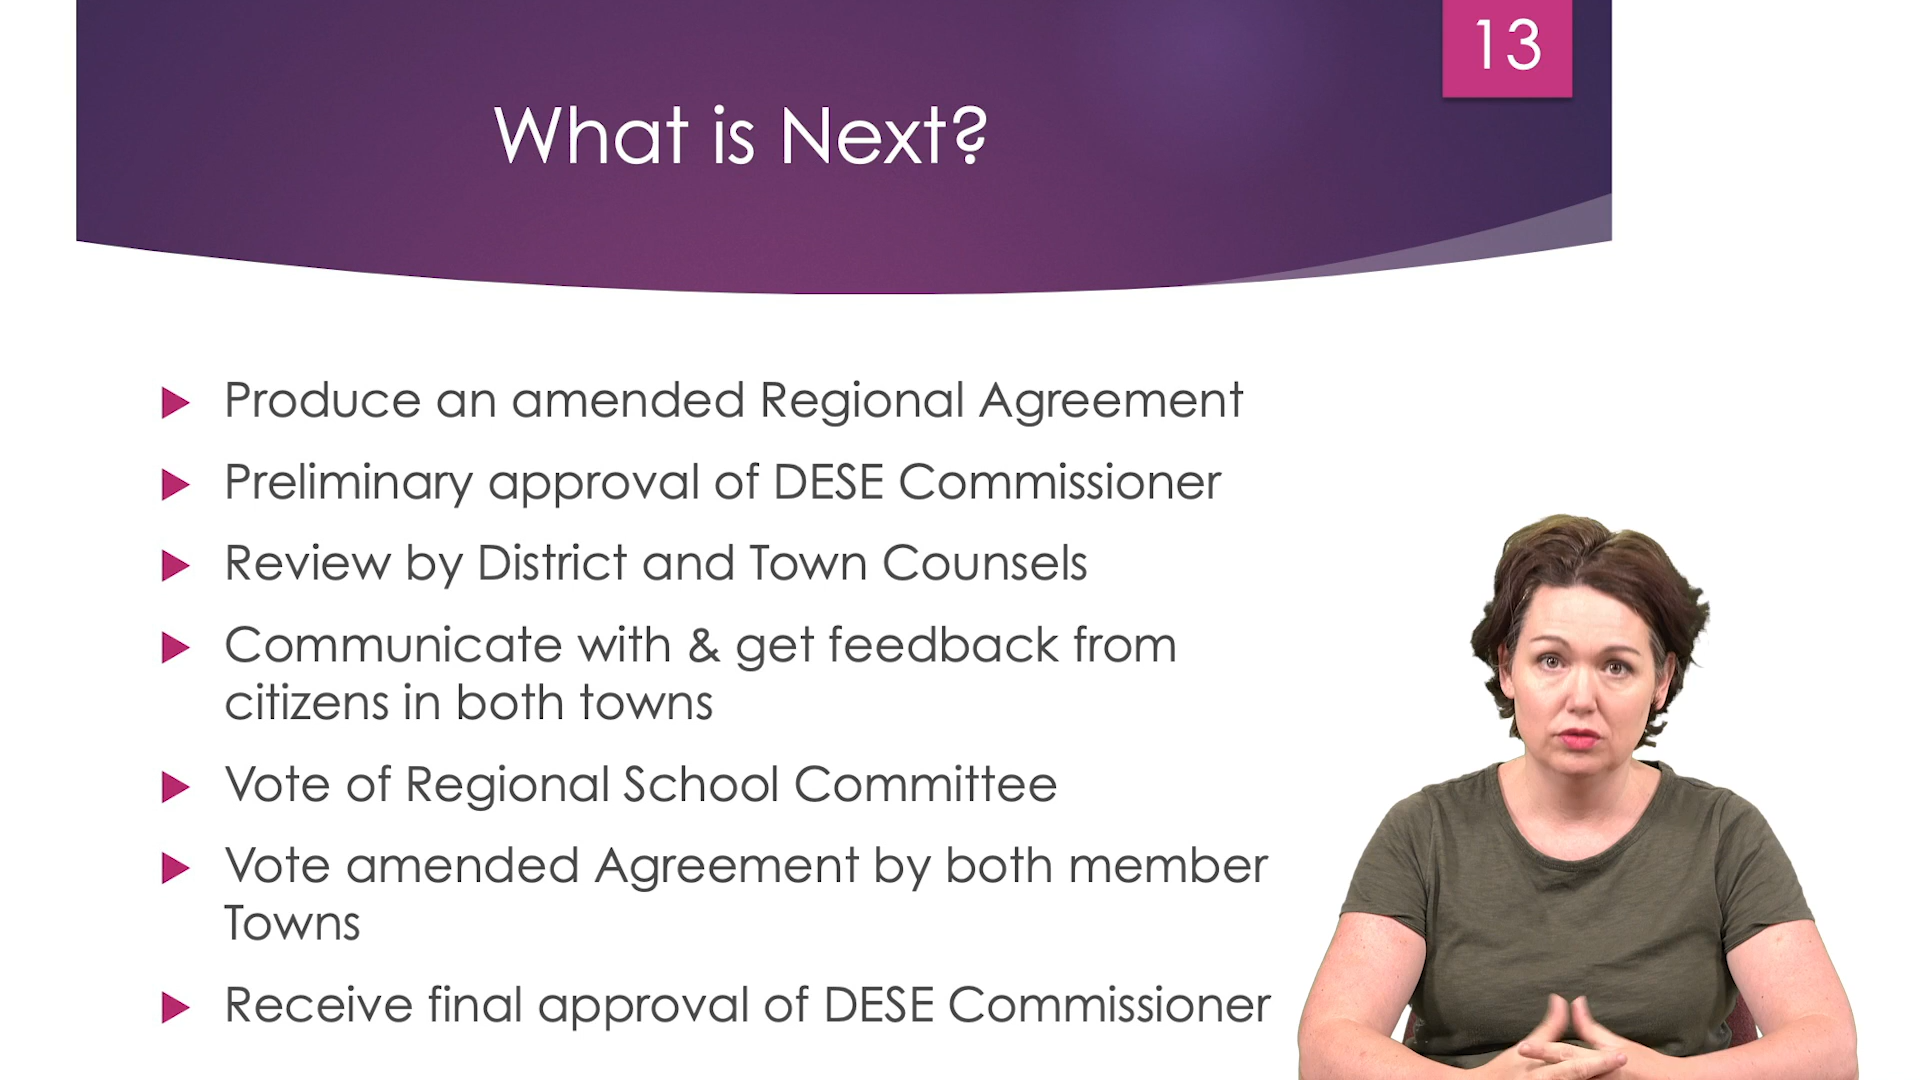 13
What is Next?
Produce an amended Regional Agreement
Preliminary approval of DESE Commissioner
Review by District and Town Counsels
Communicate with & get feedback from
citizens in both towns
Vote of Regional School Committee
Vote amended Agreement by both member
Towns
Receive final approval of DESE Commissioner